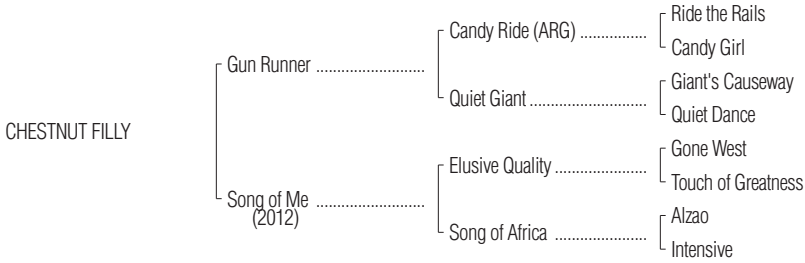 Ride the Rails
Candy Ride (ARG) ................
Candy Girl
Gun Runner .........................
Giant's Causeway
Quiet Giant ...........................
Quiet Dance
CHESTNUT FILLY
Gone West
Elusive Quality .....................
Touch of Greatness
Song of Me .........................
(2012)
Alzao
Song of Africa .....................
Intensive